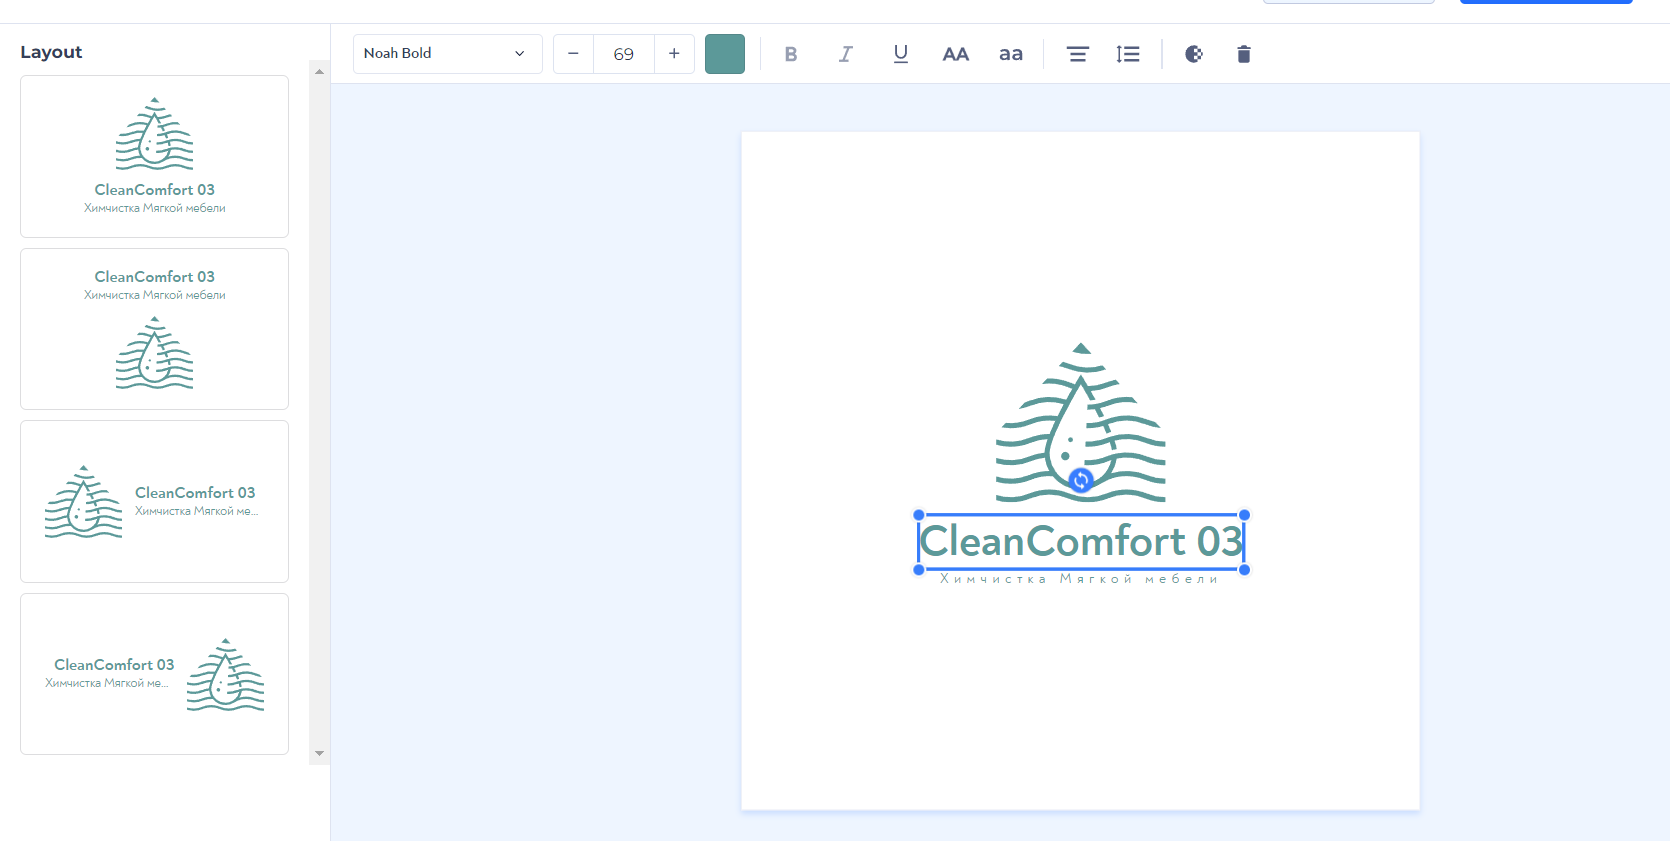 Layout
Noah Bold
69
B
I
U
AA
aa
CleanComfort 03
Химчистка Мягкой мебели
CleanComfort 03
Химчистка Мягкой мебели
CleanComfort 03
Химчистка Мягкой ме...
CleanComfort 03
Химчистка Мягкой ме...
CleanComfort 03
Химчистка Мягкой мебели